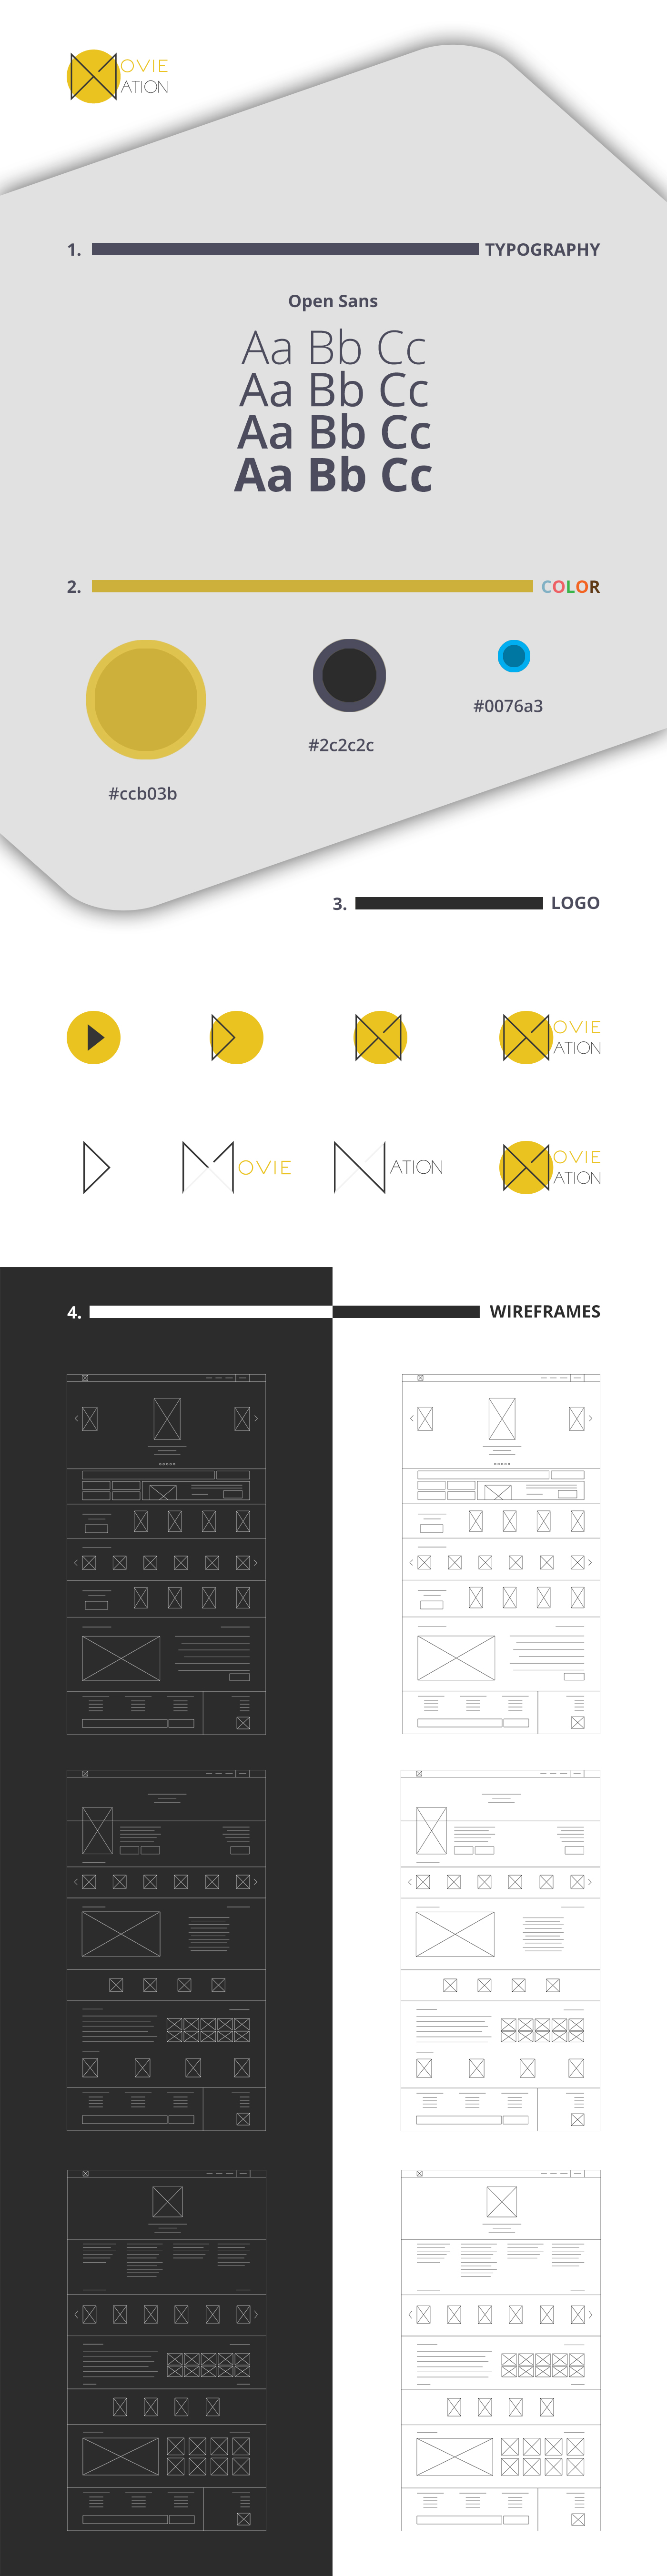 OVIE
ATION
1. TYPOGRAPHY
Open Sans
Aa Bb Cc
Aa Bb Cc
Aa Bb Cc
Aa Bb Cc
2. COLOR
#0076a3
#2c2c2c
#ccb03b
3. LOGO
OVIE
ATION
OVIE
ATION
OVIE
ATION
4. WIREFRAMES